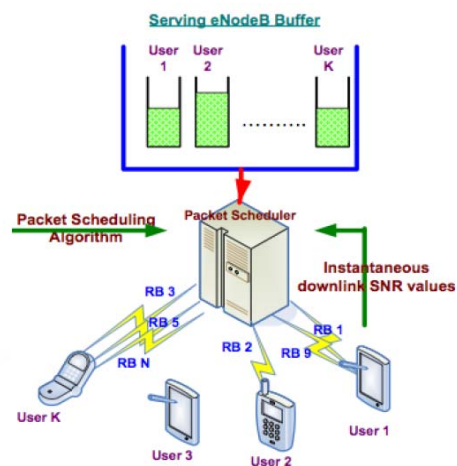 Serving eNodeB Buffer
User
1
User
2
User
K
Packet Scheduling
Algorithm
Packet Scheduler
Instantaneous
downlink SNR values
RB 3
RB 5
RB N
RB 2
RB 1
RB 9
User K
User 3
User 2
User 1